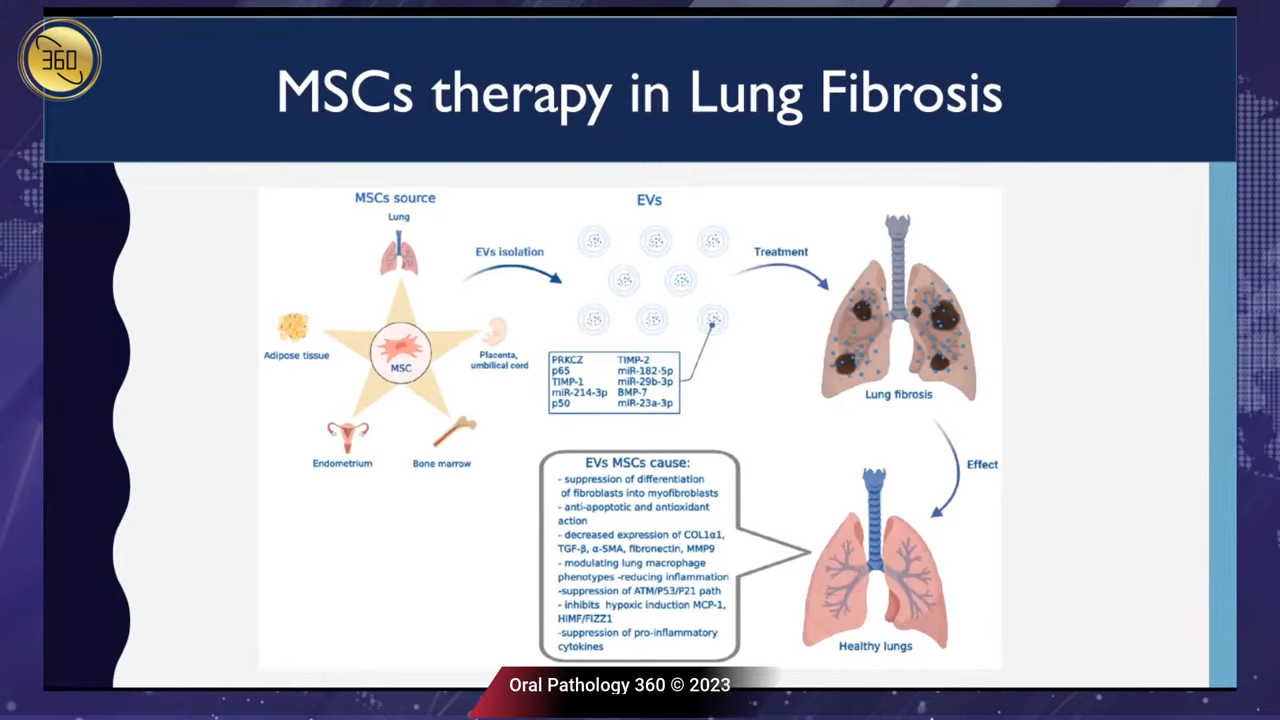 360
MSCs therapy in Lung Fibrosis
MSCs source
Lung
Adipose tissue
MSC
Placenta,
umbilical cord
Endometrium
Bone marrow
EVs isolation
EVs
PRKCZ TIMP-2
p65 miR-182-5p
TIMP-1 miR-29b-3p
miR-214-3p BMP-7
p50 miR-23a-3p
Treatment
Lung fibrosis
Effect
EVs MSCs cause:
- suppression of differentiation
of fibroblasts into myofibroblasts
- anti-apoptotic and antioxidant
action
- decreased expression of COL1α1,
TGF-β, α-SMA, fibronectin, MMP9
- modulating lung macrophage
phenotypes -reducing inflammation
-suppression of ATM/P53/P21 path
- inhibits hypoxic induction MCP-1,
HIMF/FIZZ1
-suppression of pro-inflammatory
cytokines
Healthy lungs
Oral Pathology 360 © 2023